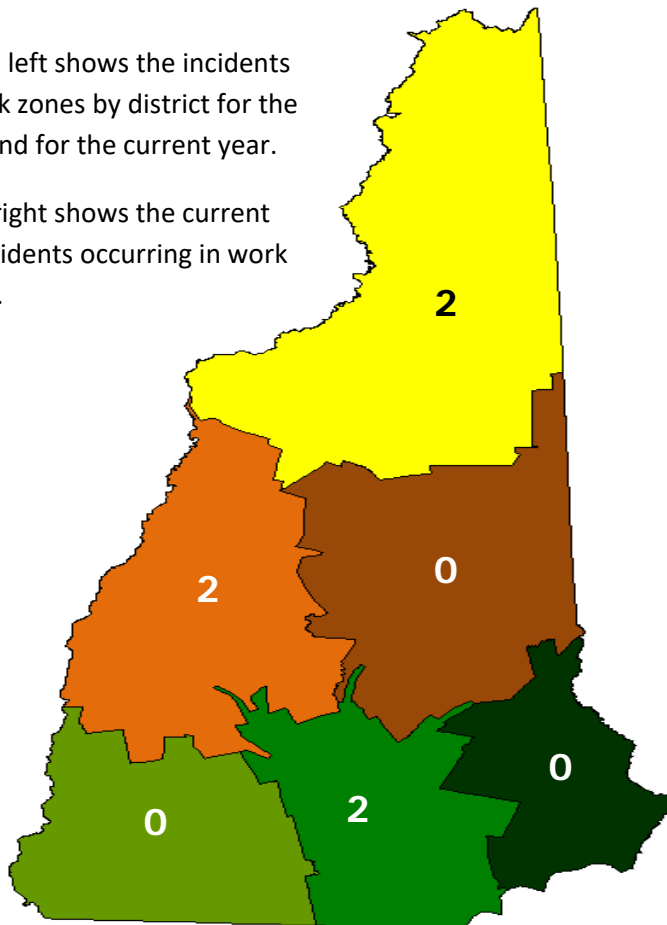 left shows the incidents
k zones by district for the
nd for the current year.
right shows the current
cidents occurring in work
.
2
2
0
0
2
0